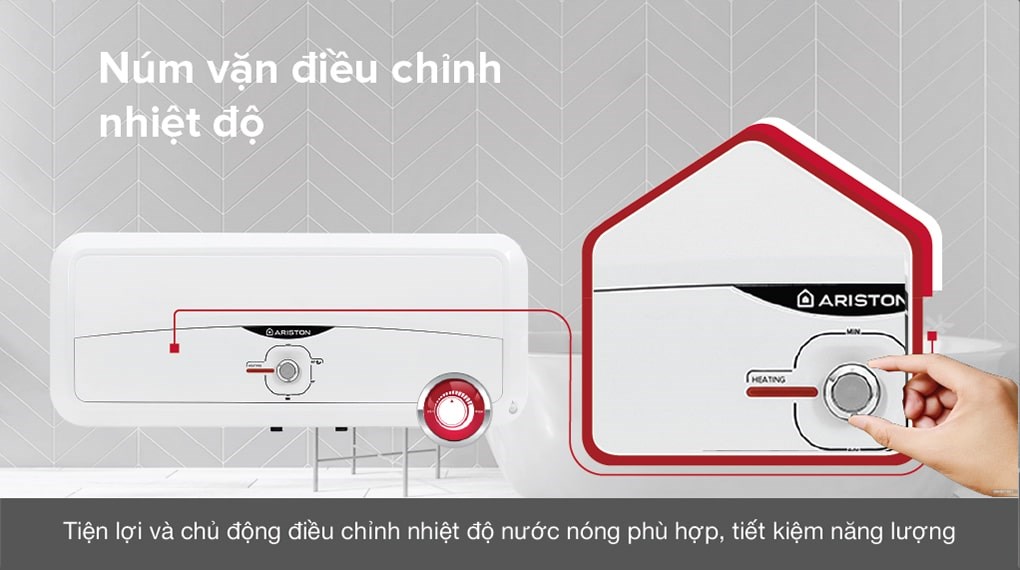 Núm vặn điều chỉnh
nhiệt độ
ARISTON
HEATING
ARISTON
MIN
HEATING
Tiện lợi và chủ động điều chỉnh nhiệt độ nước nóng phù hợp, tiết kiệm năng lượng